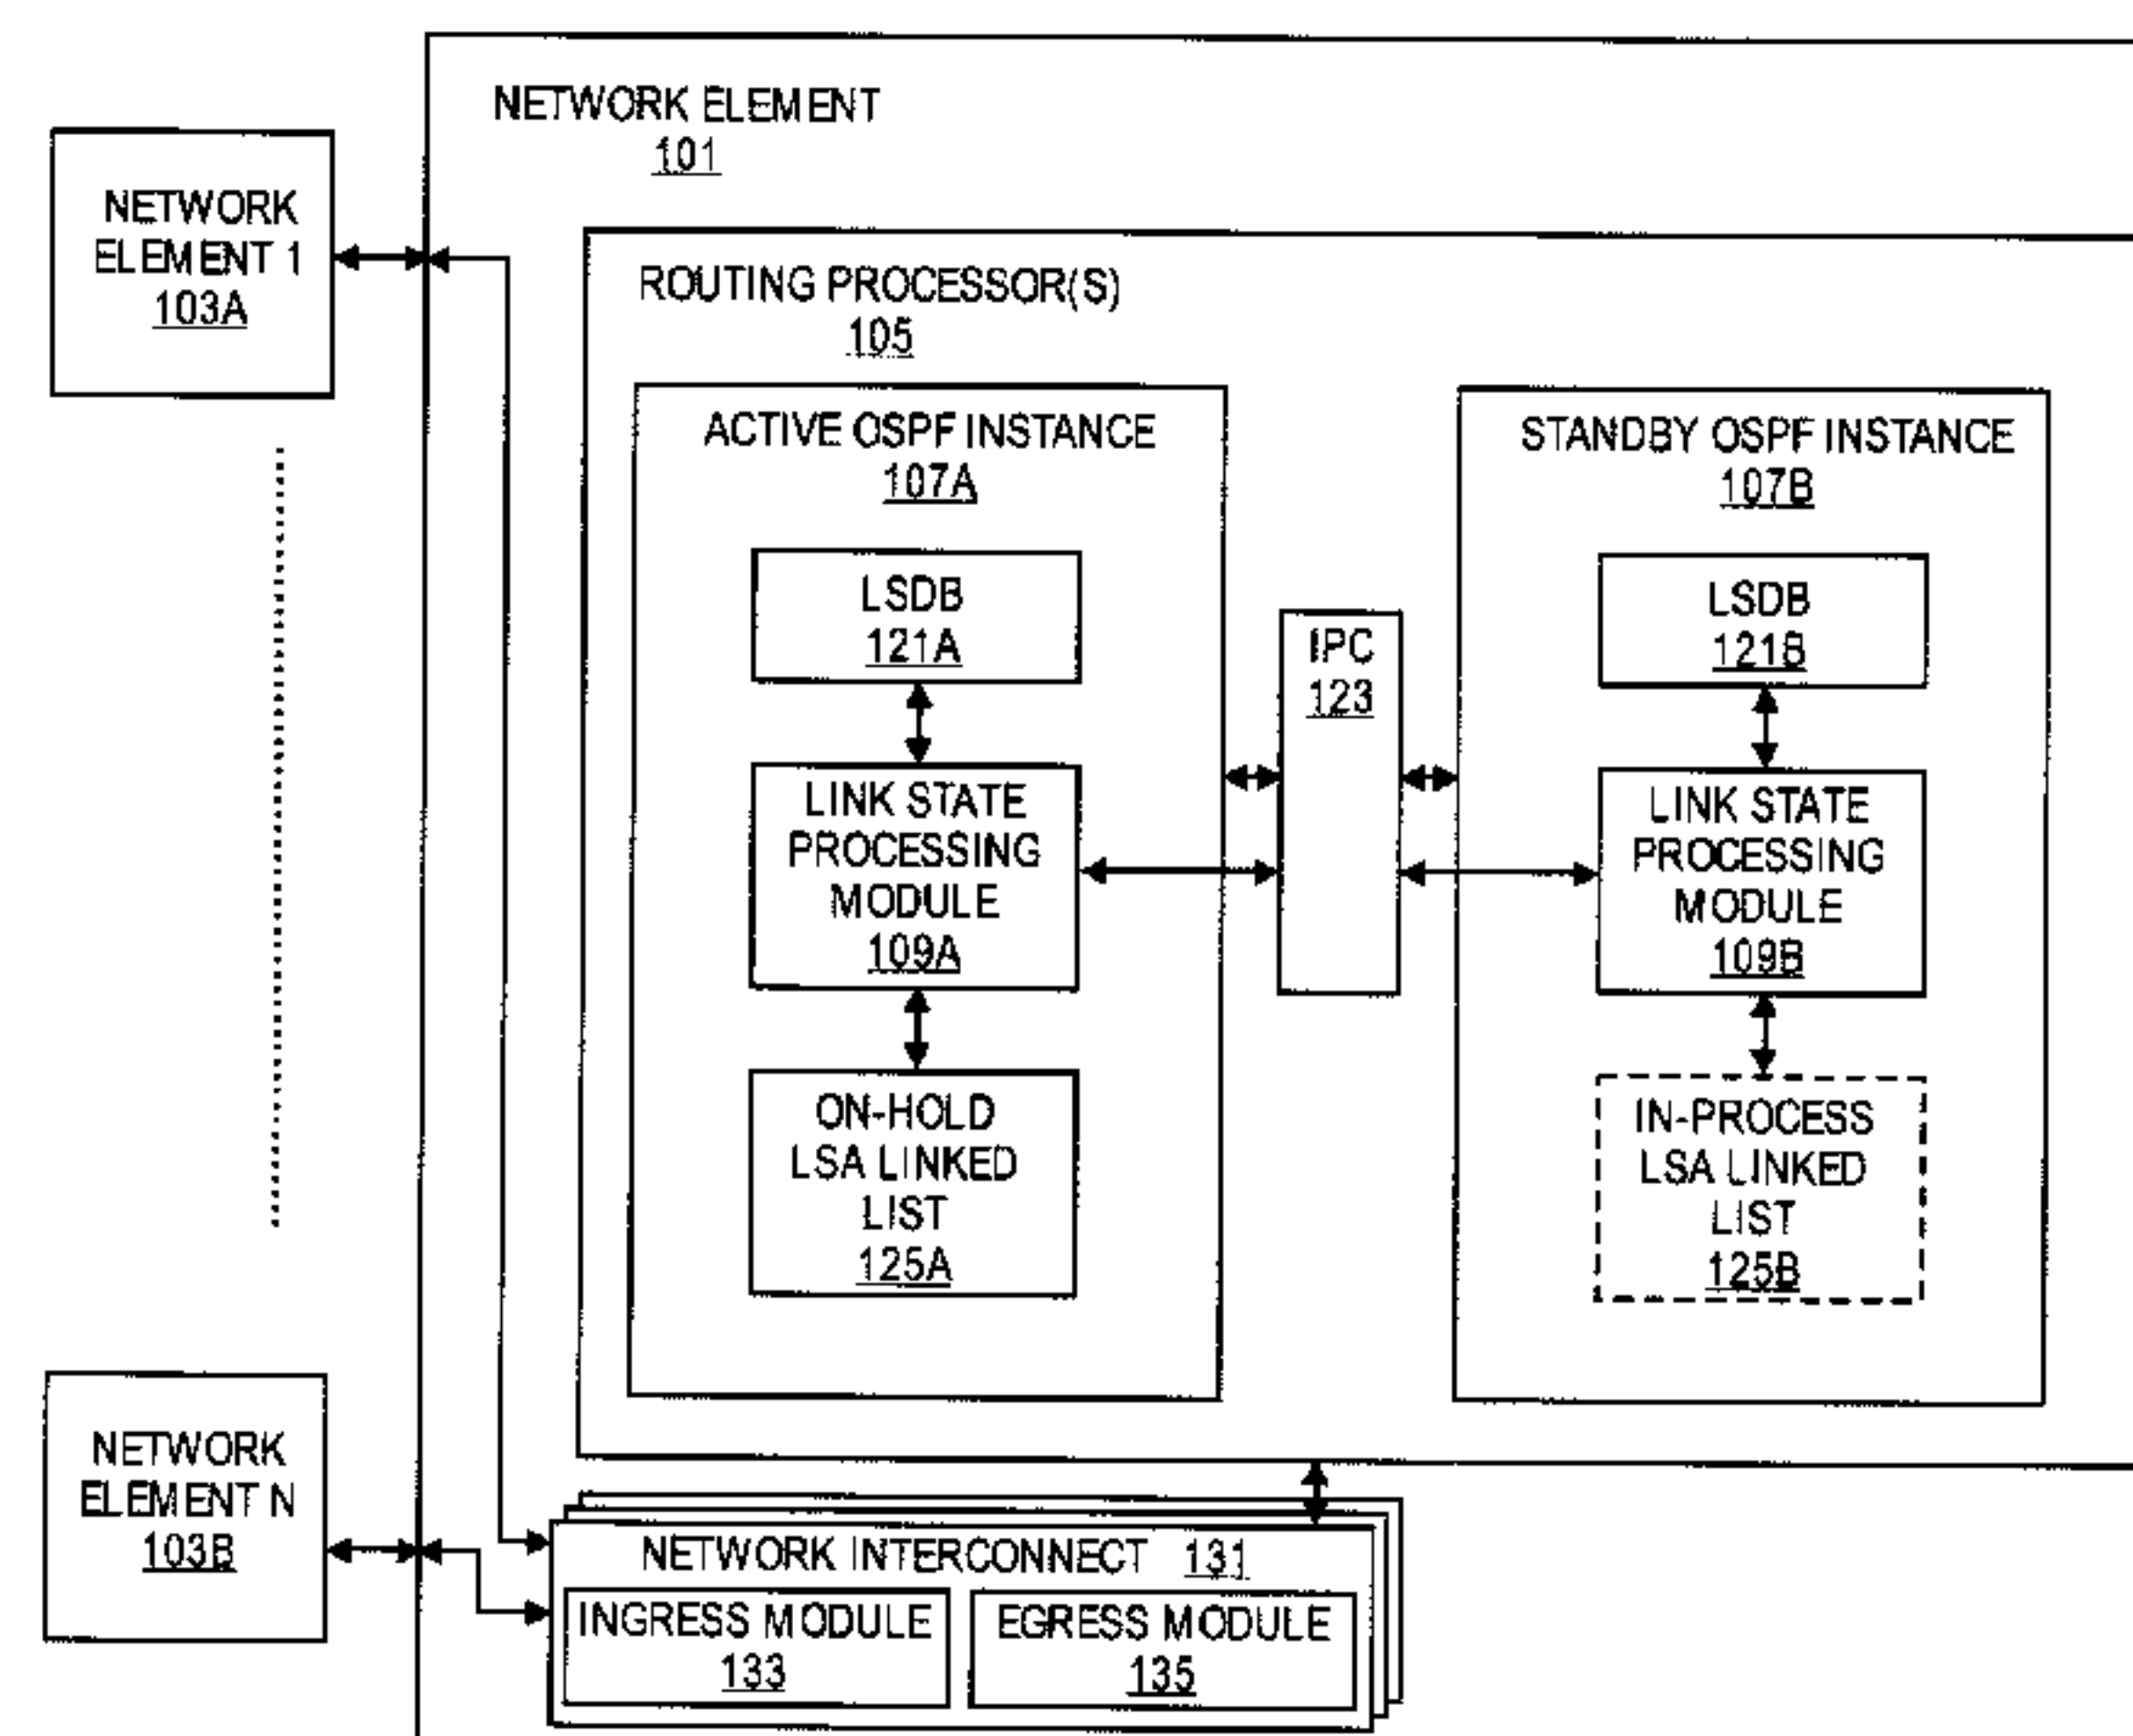 NETWORK ELEMENT
101
NETWORK
ELEMENT 1
103A
ROUTING PROCESSOR(S)
105
ACTIVE OSPF INSTANCE
107A
LSDB
121A
LINK STATE
PROCESSING
MODULE
109A
ON-HOLD
LSA LINKED
LIST
125A
IPC
123
STANDBY OSPF INSTANCE
107B
LSDB
121B
LINK STATE
PROCESSING
MODULE
109B
IN-PROCESS
LSA LINKED
LIST
125B
NETWORK
ELEMENT N
103B
NETWORK INTERCONNECT 131
INGRESS MODULE
133
EGRESS MODULE
135